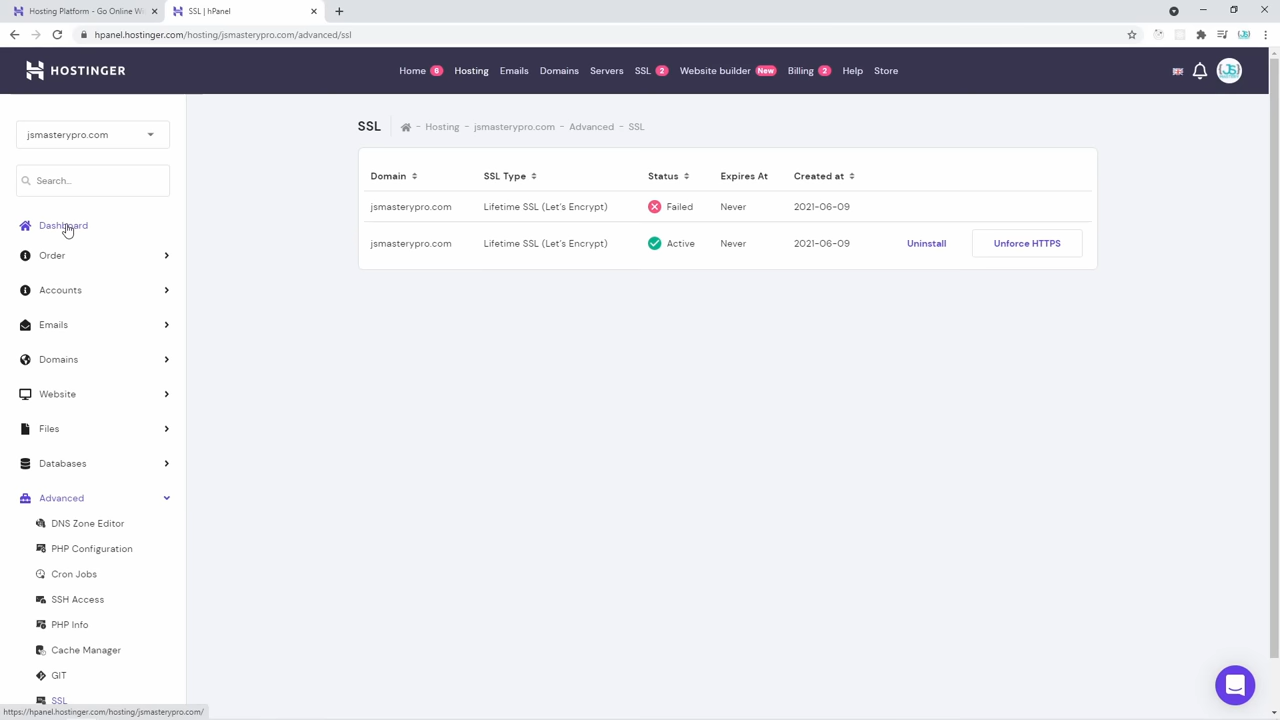 Hosting Platform - Go Online Wi
SSL | hPanel
hpanel.hostinger.com/hosting/jsmasterypro.com/advanced/ssl
HOSTINGER
Home 6 Hosting Emails Domains Servers SSL 2 Website builder New Billing 2 Help Store
jsmasterypro.com
SSL - Hosting - jsmasterypro.com - Advanced - SSL
Search...
Domain SSL Type Status Expires At Created at
jsmasterypro.com Lifetime SSL (Let's Encrypt) Failed Never 2021-06-09
jsmasterypro.com Lifetime SSL (Let's Encrypt) Active Never 2021-06-09 Uninstall Unforce HTTPS
Dashboard
Order
Accounts
Emails
Domains
Website
Files
Databases
Advanced
DNS Zone Editor
PHP Configuration
Cron Jobs
SSH Access
PHP Info
Cache Manager
GIT
SSL
https://hpanel.hostinger.com/hosting/jsmasterypro.com/